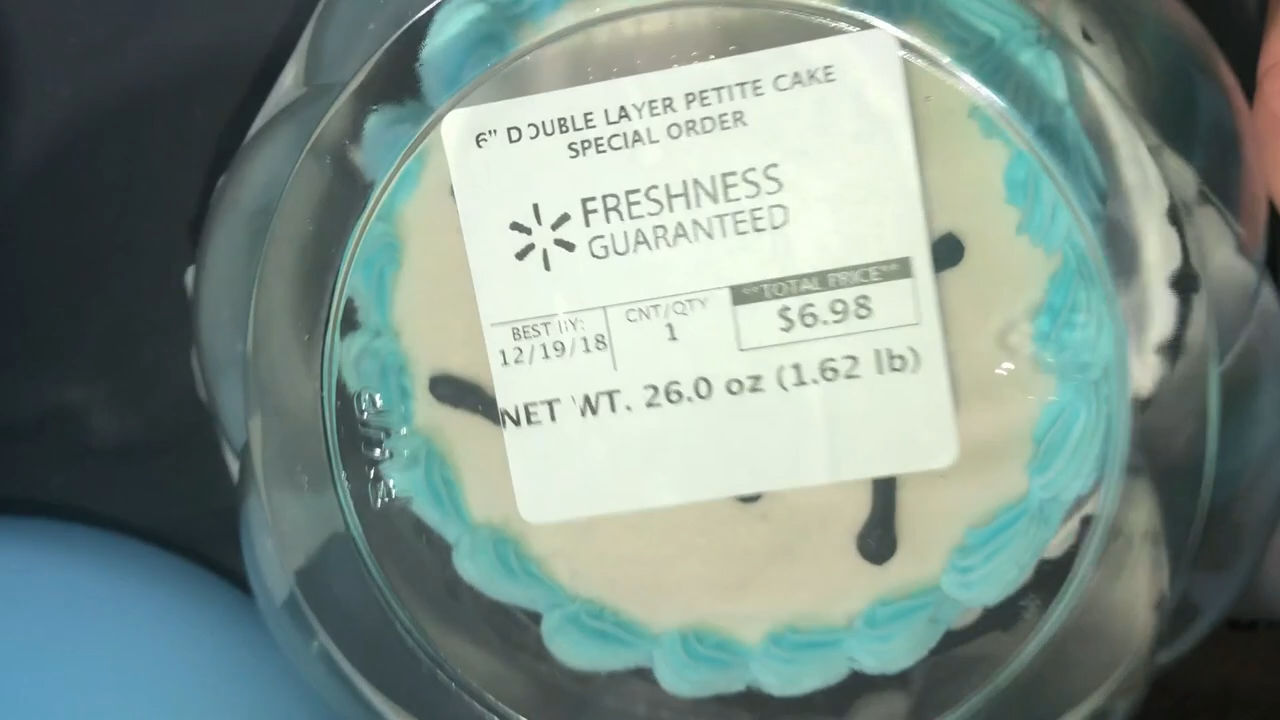 6" DOUBLE LAYER PETITE CAKE
SPECIAL ORDER
FRESHNESS
GUARANTEED
BEST BY:
12/19/18
CNT/QTY
1
**TOTAL PRICE**
$6.98
NET WT. 26.0 oz (1.62 lb)